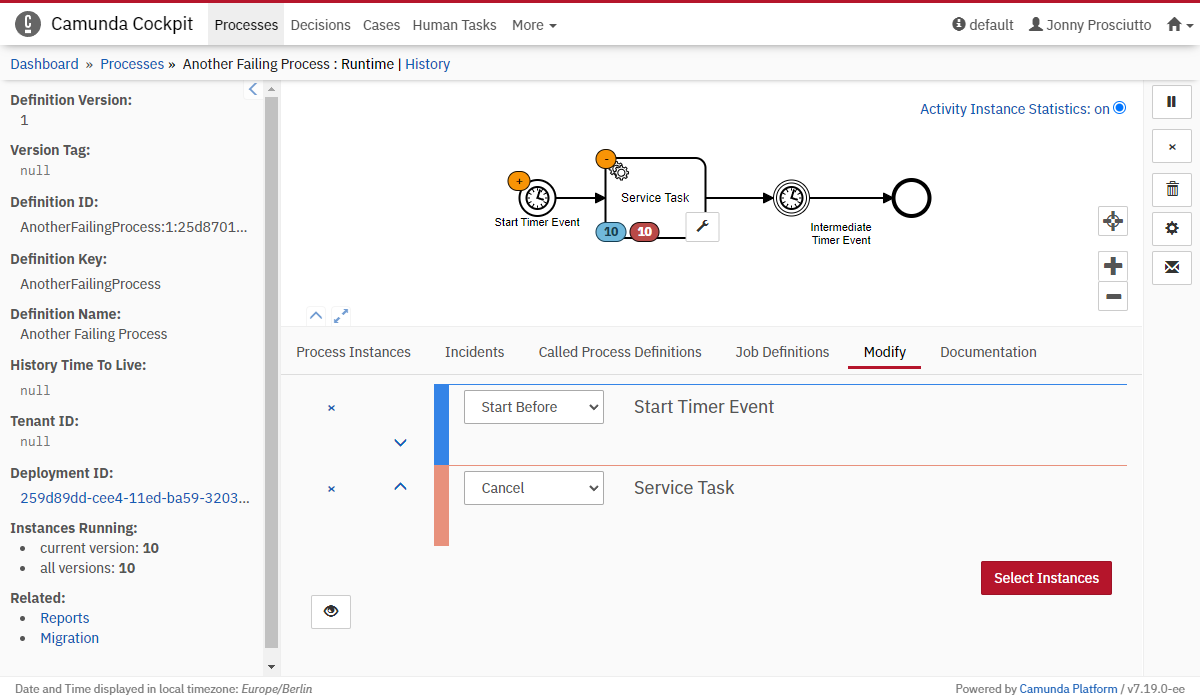 Camunda Cockpit Processes Decisions Cases Human Tasks More default Jonny Prosciutto
Dashboard » Processes » Another Failing Process : Runtime | History
Definition Version:
1
Version Tag:
null
Definition ID:
AnotherFailingProcess:1:25d8701...
Definition Key:
AnotherFailingProcess
Definition Name:
Another Failing Process
History Time To Live:
null
Tenant ID:
null
Deployment ID:
259d89dd-cee4-11ed-ba59-3203...
Instances Running:
current version: 10
all versions: 10
Related:
Reports
Migration
Activity Instance Statistics: on
+
Start Timer Event
-
Service Task
10 10
Intermediate
Timer Event
Process Instances Incidents Called Process Definitions Job Definitions Modify Documentation
Start Before Start Timer Event
Cancel Service Task
Select Instances
Date and Time displayed in local timezone: Europe/Berlin
Powered by Camunda Platform / v7.19.0-ee